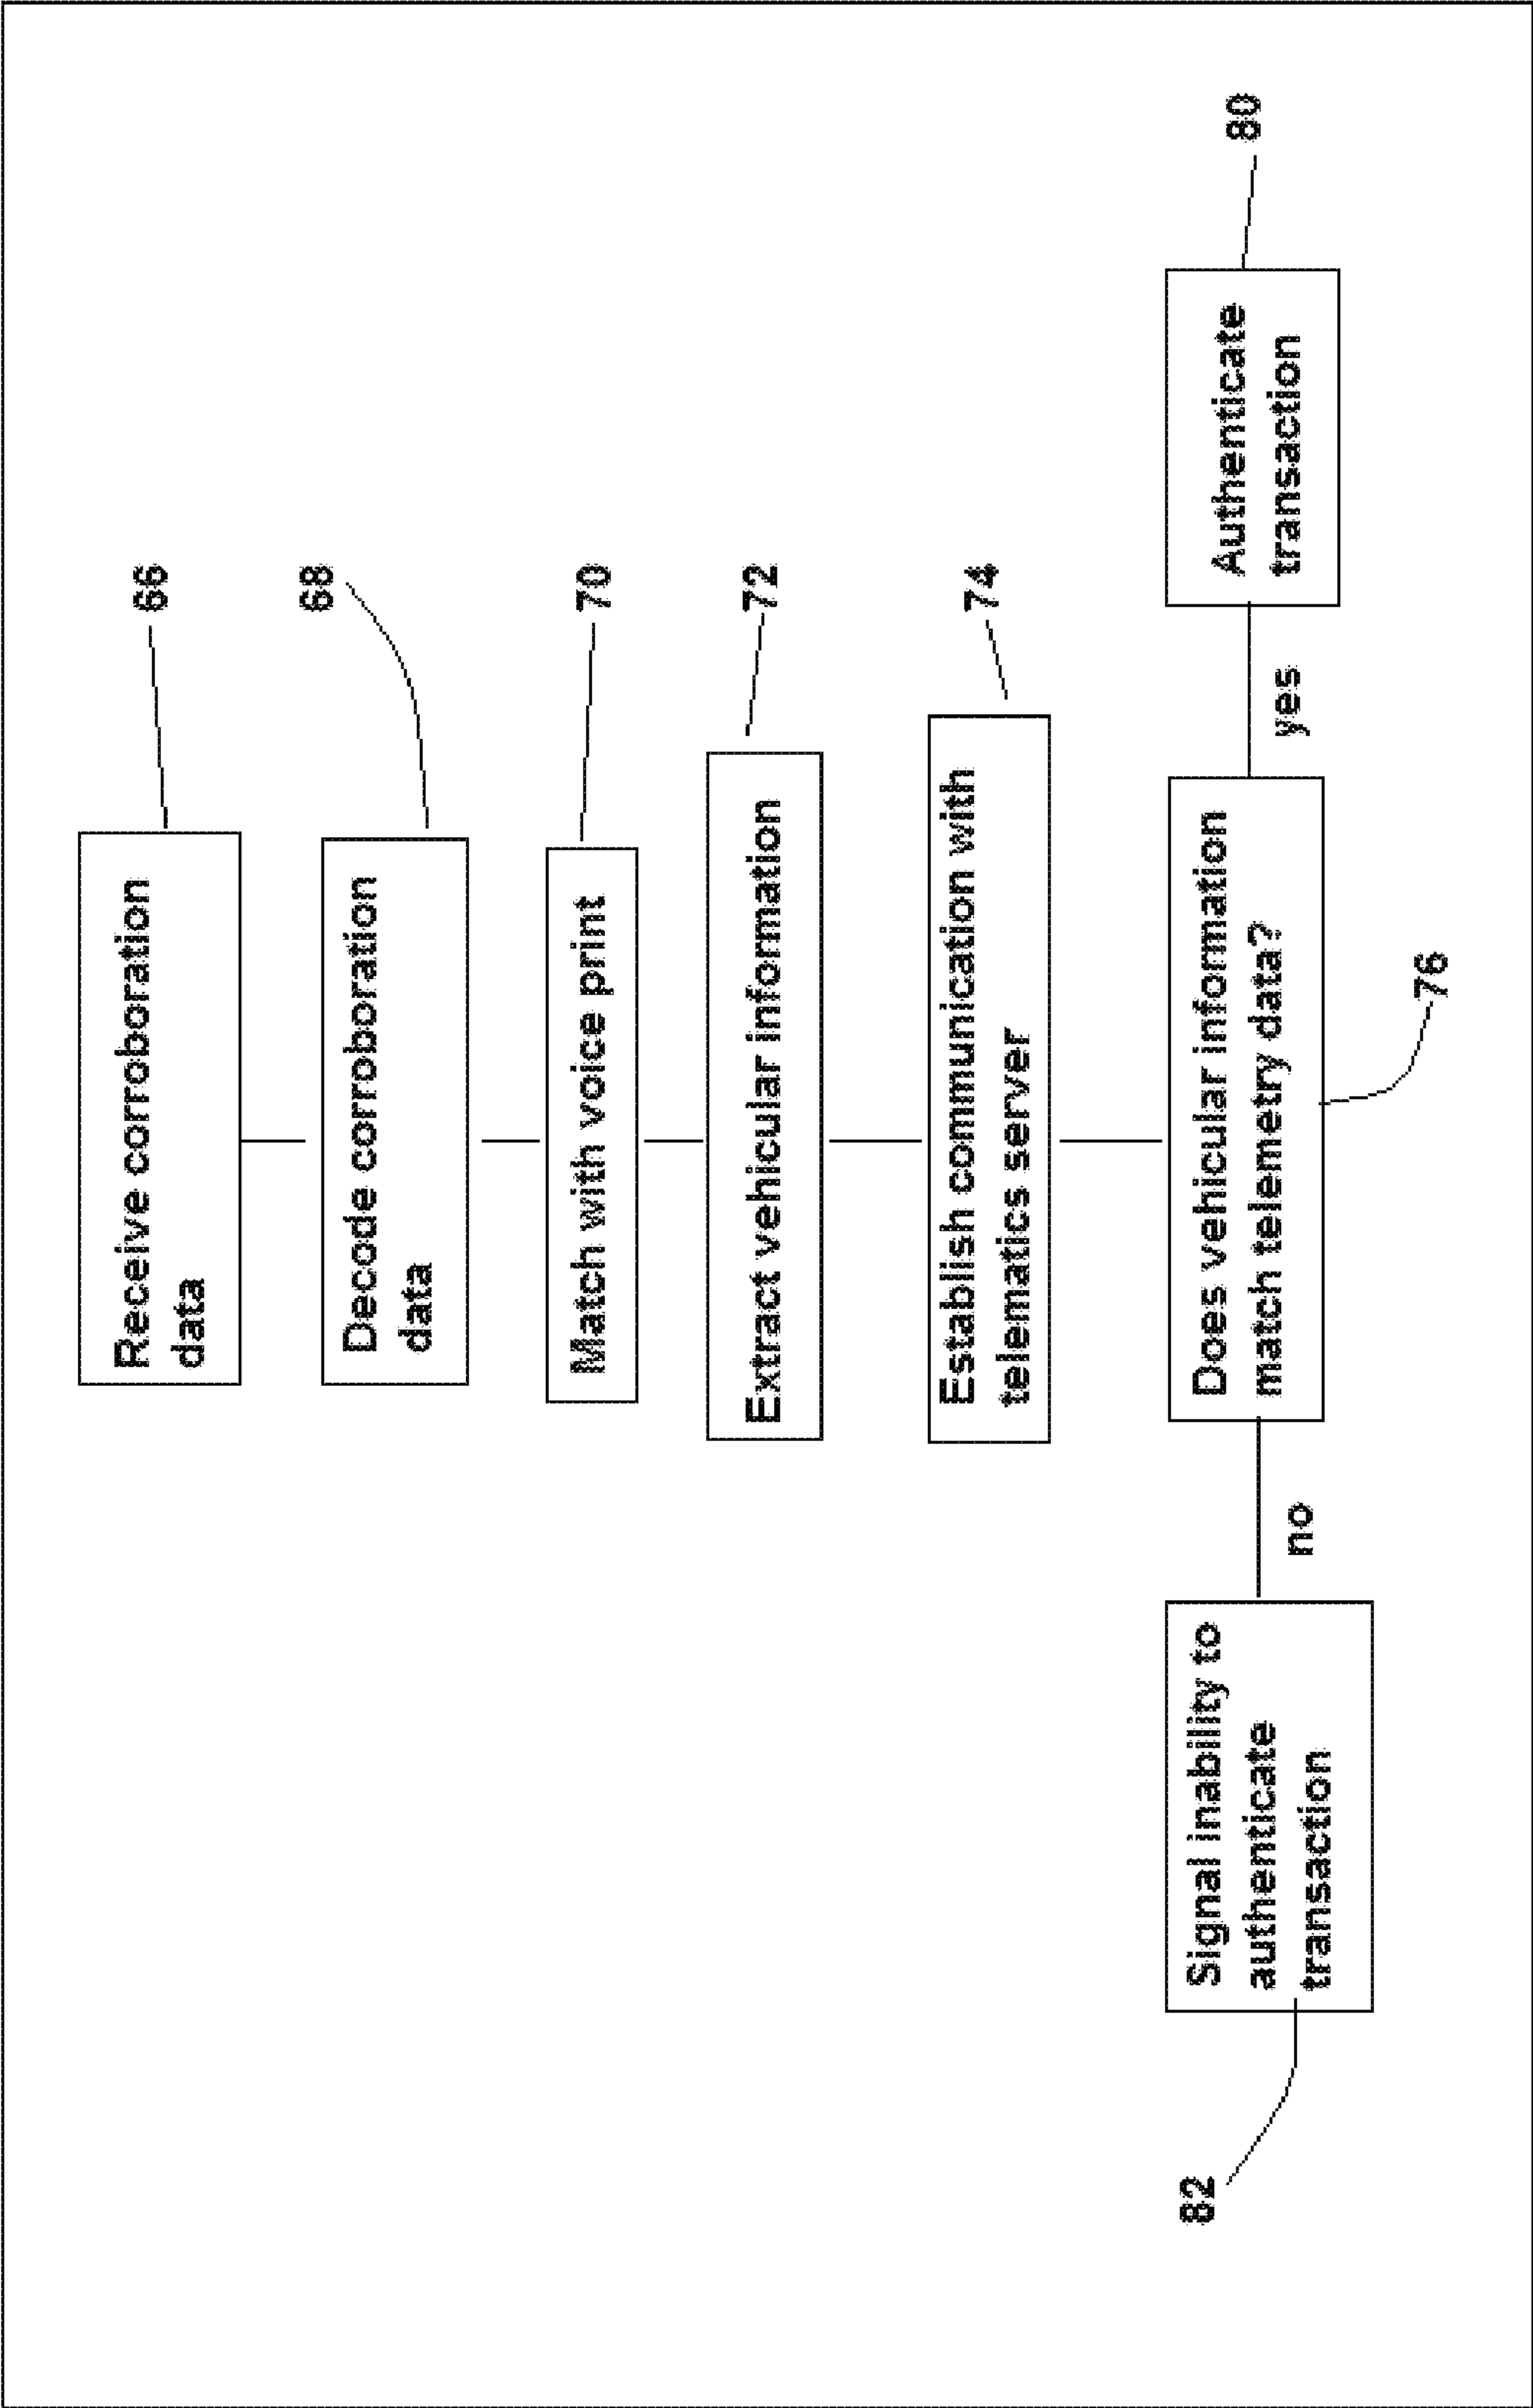 Receive corroboration
data
66
Decode corroboration
data
68
Match with voice print
70
Extract vehicular information
72
Establish communication with
telematics server
74
Signal inability to
authenticate
transaction
82
no
Does vehicular information
match telemetry data?
76
yes
Authenticate
transaction
80